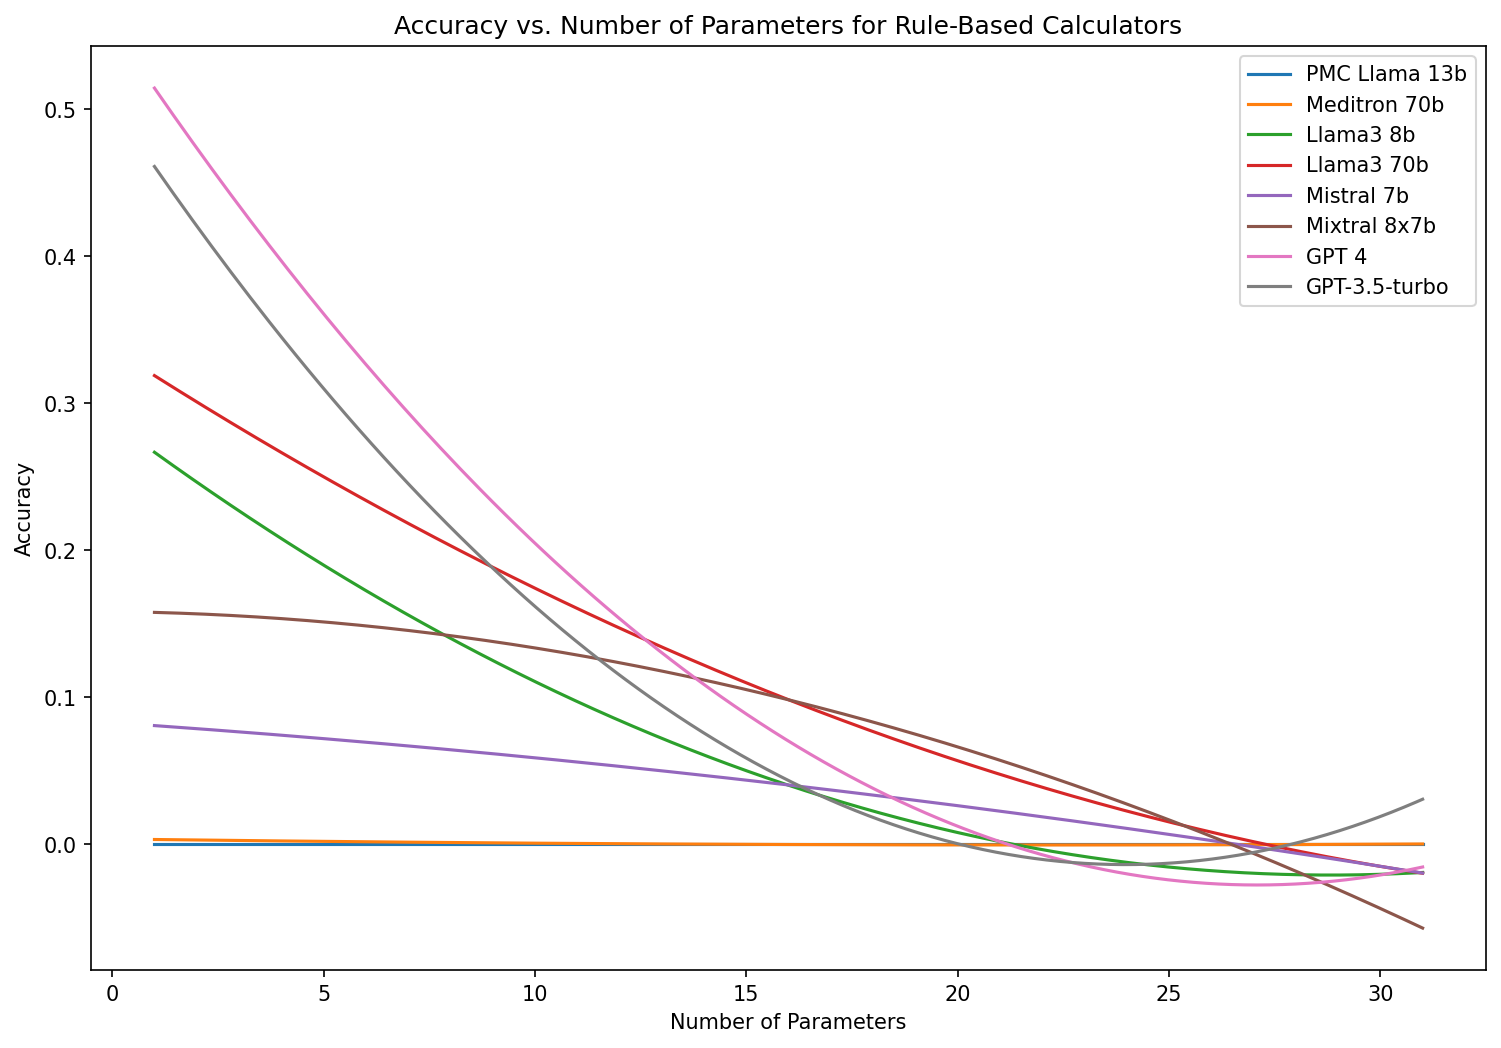 Accuracy vs. Number of Parameters for Rule-Based Calculators
PMC Llama 13b
Meditron 70b
Llama3 8b
Llama3 70b
Mistral 7b
Mixtral 8x7b
GPT 4
GPT-3.5-turbo
Accuracy
0.5
0.4
0.3
0.2
0.1
0.0
0
5
10
15
20
25
30
Number of Parameters